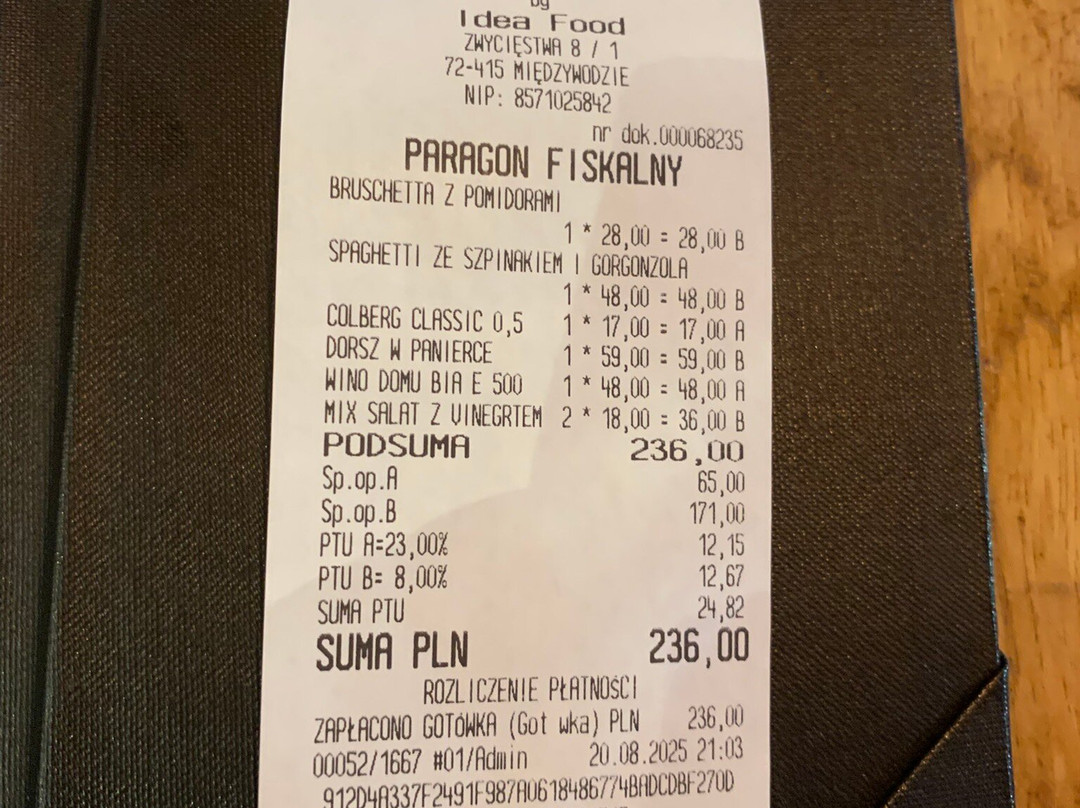 by
Idea Food
ZWYCIĘSTWA 8 / 1
72-415 MIĘDZYWODZIE
NIP: 8571025842
nr dok.000068235
PARAGON FISKALNY
BRUSCHETTA Z POMIDORAMI
1 * 28,00 = 28,00 B
SPAGHETTI ZE SZPINAKIEM I GORGONZOLA
1 * 48,00 = 48,00 B
COLBERG CLASSIC 0,5 1 * 17,00 = 17,00 A
DORSZ W PANIERCE 1 * 59,00 = 59,00 B
WINO DOMU BIA E 500 1 * 48,00 = 48,00 A
MIX SALAT Z VINEGRTEM 2 * 18,00 = 36,00 B
PODSUMA 236,00
Sp.op.A 65,00
Sp.op.B 171,00
PTU A=23,00% 12,15
PTU B= 8,00% 12,67
SUMA PTU 24,82
SUMA PLN 236,00
ROZLICZENIE PŁATNOŚCI
ZAPŁACONO GOTÓWKA (Got wka) PLN 236,00
00052/1667 #01/Admin 20.08.2025 21:03
912D4A337F2491F987A0618486774BADCDBF270D